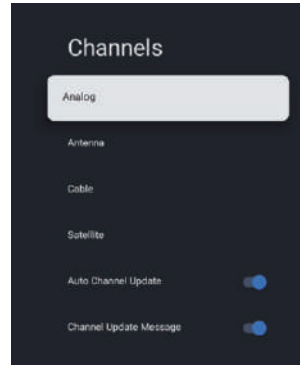 Channels
Analog
Antenna
Cable
Satellite
Auto Channel Update
Channel Update Message